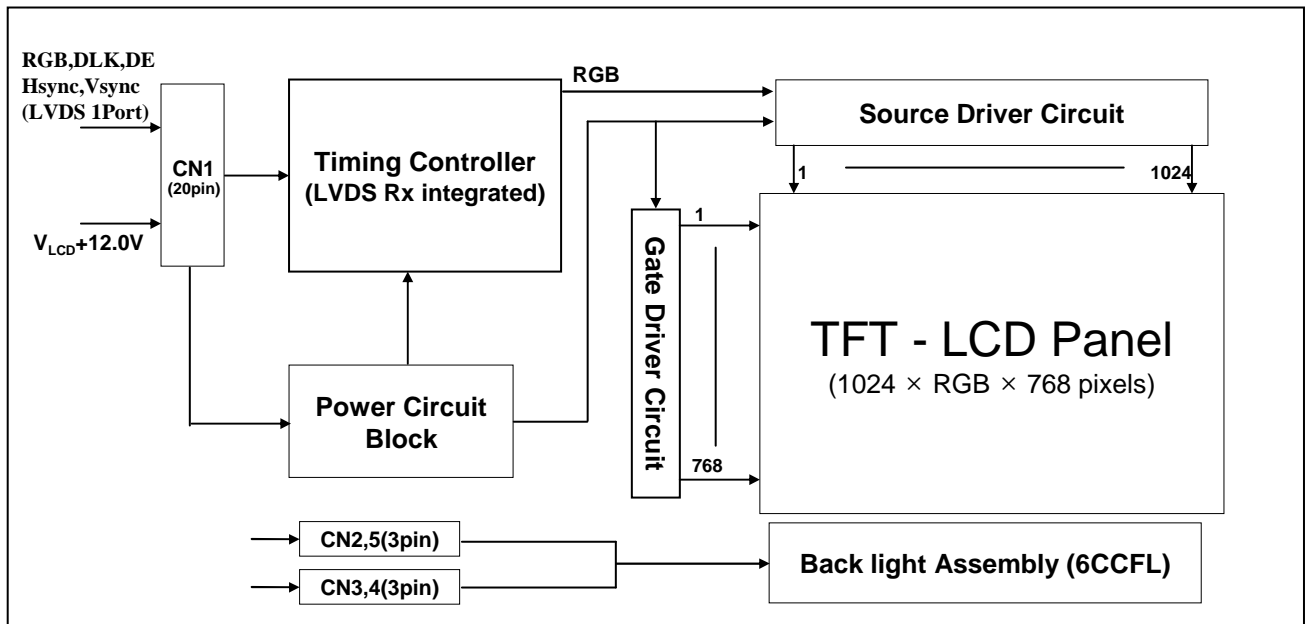 RGB,DLK,DE
Hsync,Vsync
(LVDS 1Port)
CN1
(20pin)
V_LCD+12.0V
Timing Controller
(LVDS Rx integrated)
RGB
Source Driver Circuit
1
1024
Power Circuit
Block
Gate Driver Circuit
1
768
TFT - LCD Panel
(1024 × RGB × 768 pixels)
CN2,5(3pin)
CN3,4(3pin)
Back light Assembly (6CCFL)